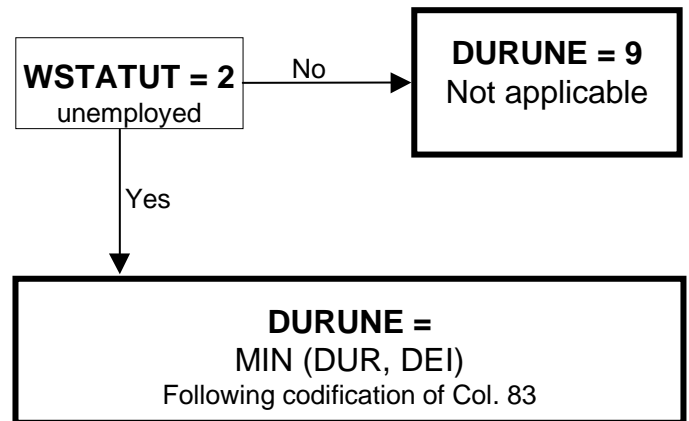 WSTATUT = 2
unemployed
No
DURUNE = 9
Not applicable
Yes
DURUNE =
MIN (DUR, DEI)
Following codification of Col. 83